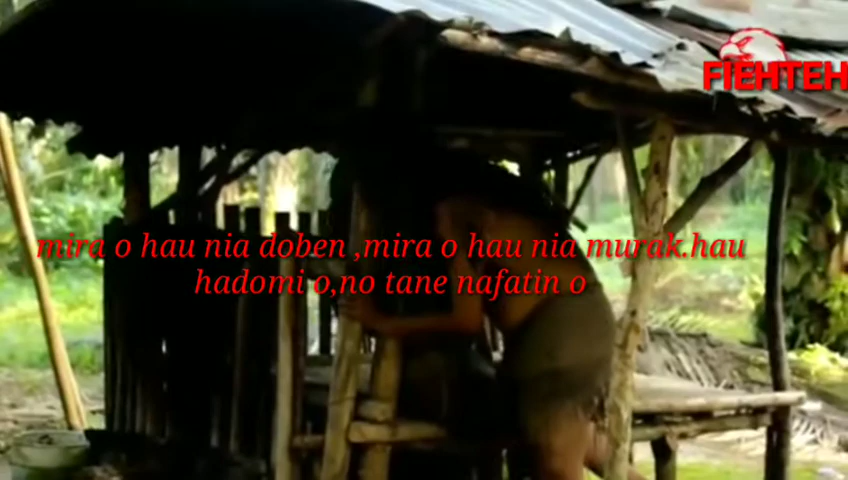 FIEHTEH
mira o hau nia doben ,mira o hau nia murak.hau
hadomi o,no tane nafatin o